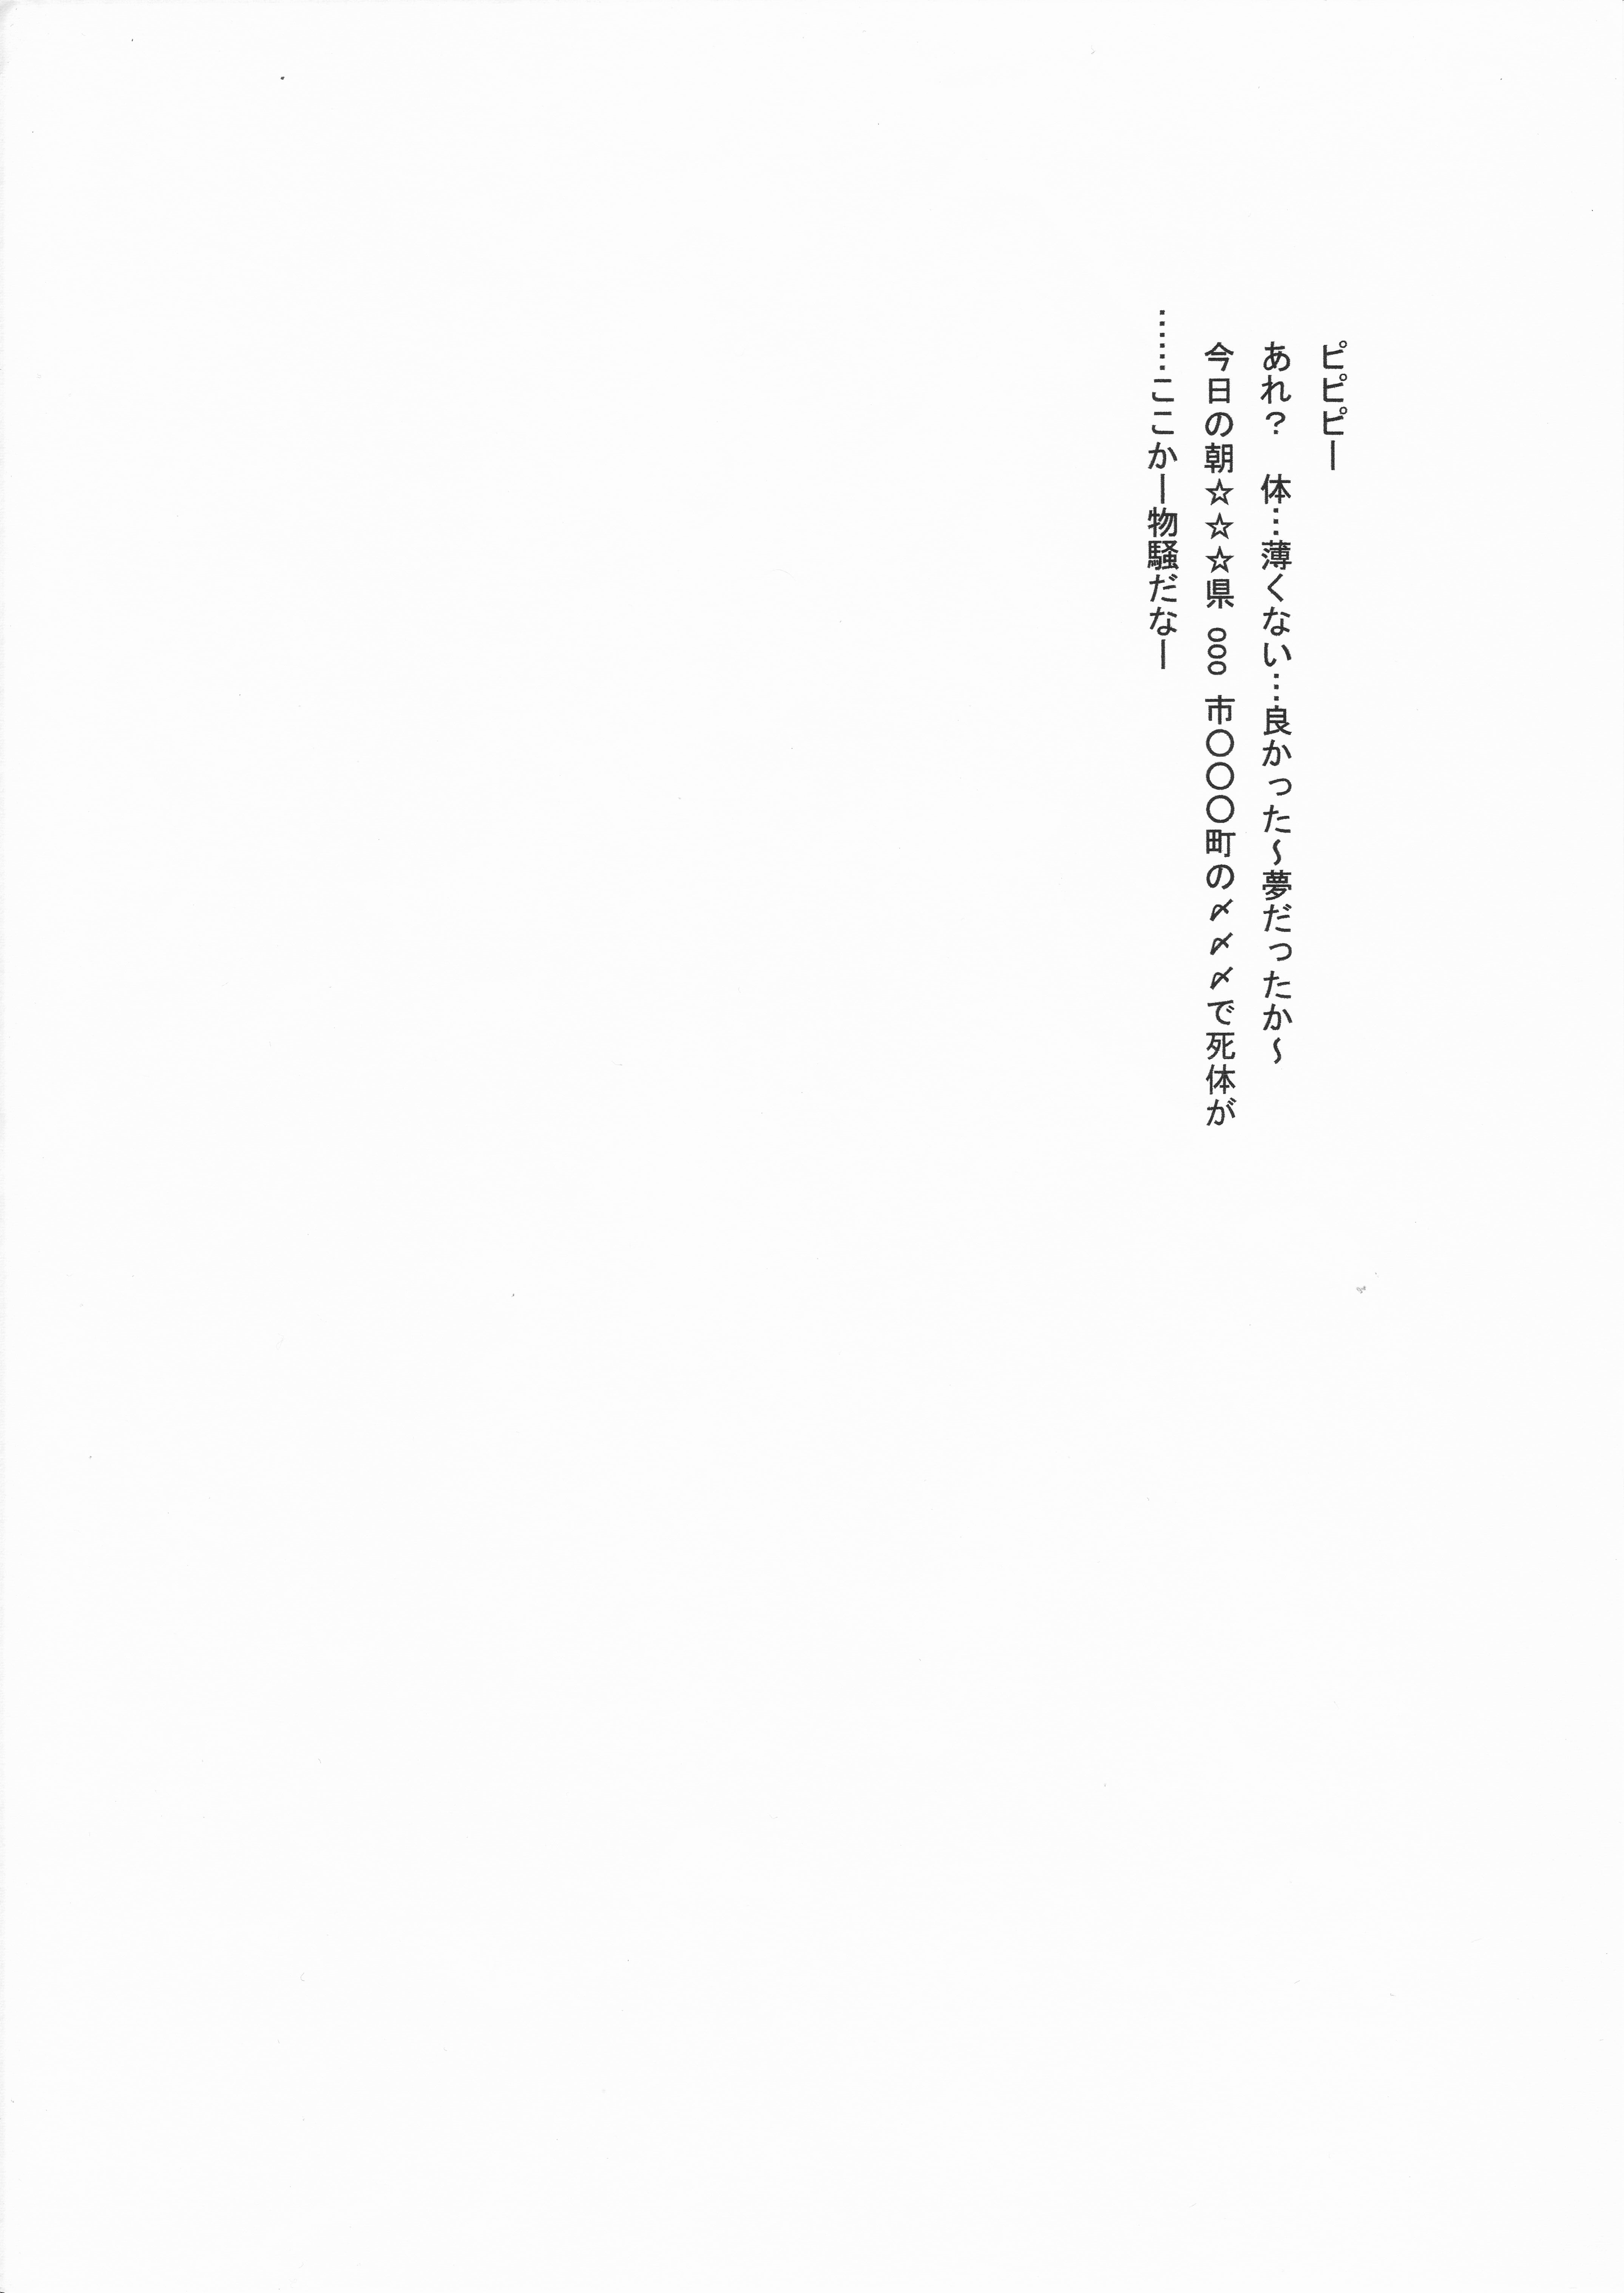 ピピピー
あれ？　体…薄くない…良かった～夢だったか～
今日の朝☆☆☆県 000 市〇〇〇町の〆〆〆で死体が
……ここかー物騒だなー